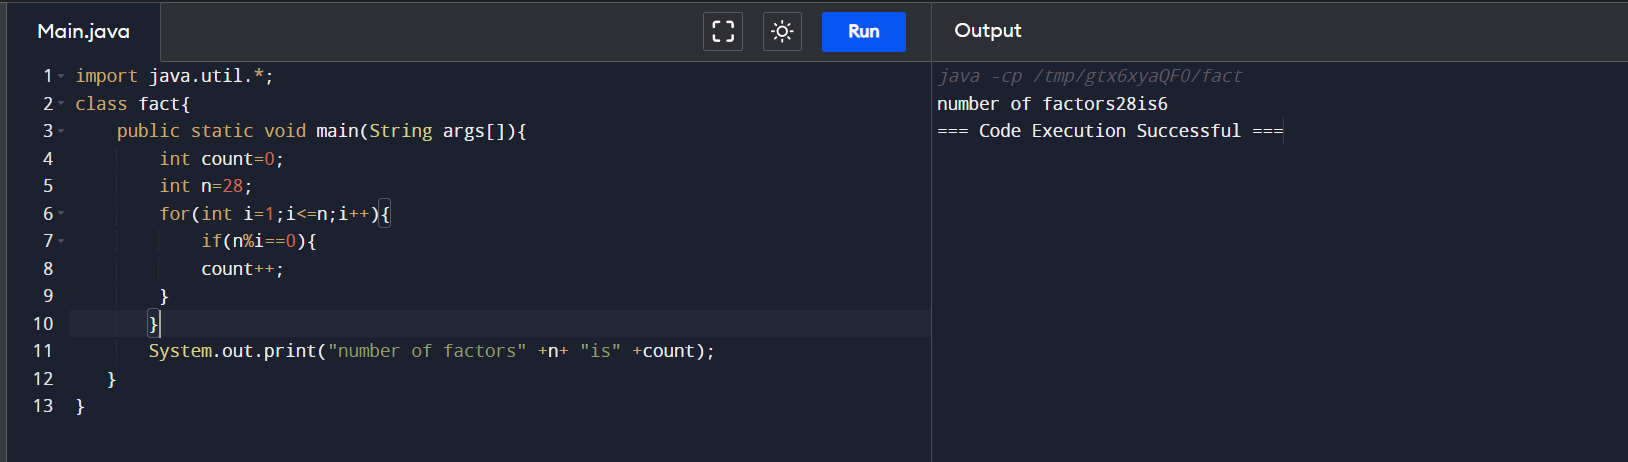 Main.java
Run
1 import java.util.*;
2 class fact{
3 public static void main(String args[]){
4 int count=0;
5 int n=28;
6 for(int i=1;i<=n;i++){
7 if(n%i==0){
8 count++;
9 }
10 }
11 System.out.print("number of factors" +n+ "is" +count);
12 }
13 }
Output
java -cp /tmp/gtx6xyaQFO/fact
number of factors28is6
=== Code Execution Successful ===